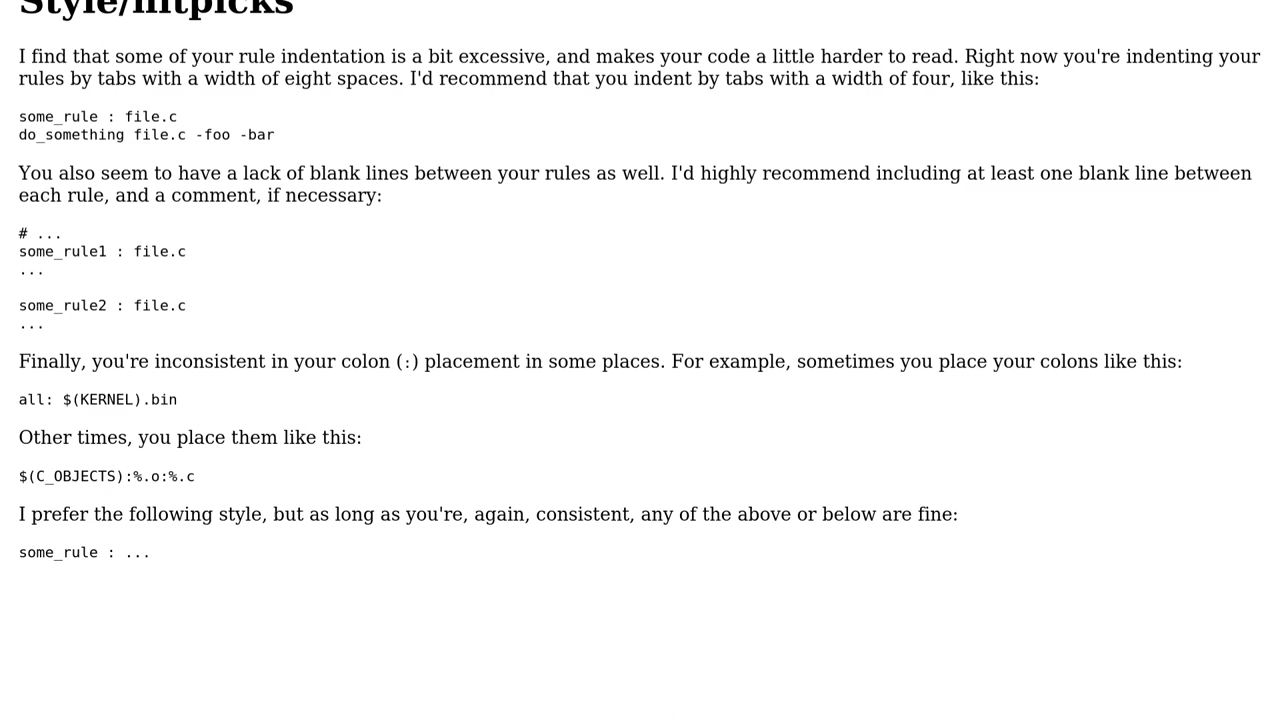 Style/nitpicks
I find that some of your rule indentation is a bit excessive, and makes your code a little harder to read. Right now you're indenting your
rules by tabs with a width of eight spaces. I'd recommend that you indent by tabs with a width of four, like this:
some_rule : file.c
do_something file.c -foo -bar
You also seem to have a lack of blank lines between your rules as well. I'd highly recommend including at least one blank line between
each rule, and a comment, if necessary:
# ...
some_rule1 : file.c
...
some_rule2 : file.c
...
Finally, you're inconsistent in your colon (:) placement in some places. For example, sometimes you place your colons like this:
all: $(KERNEL).bin
Other times, you place them like this:
$(C_OBJECTS):%.o:%.c
I prefer the following style, but as long as you're, again, consistent, any of the above or below are fine:
some_rule : ...